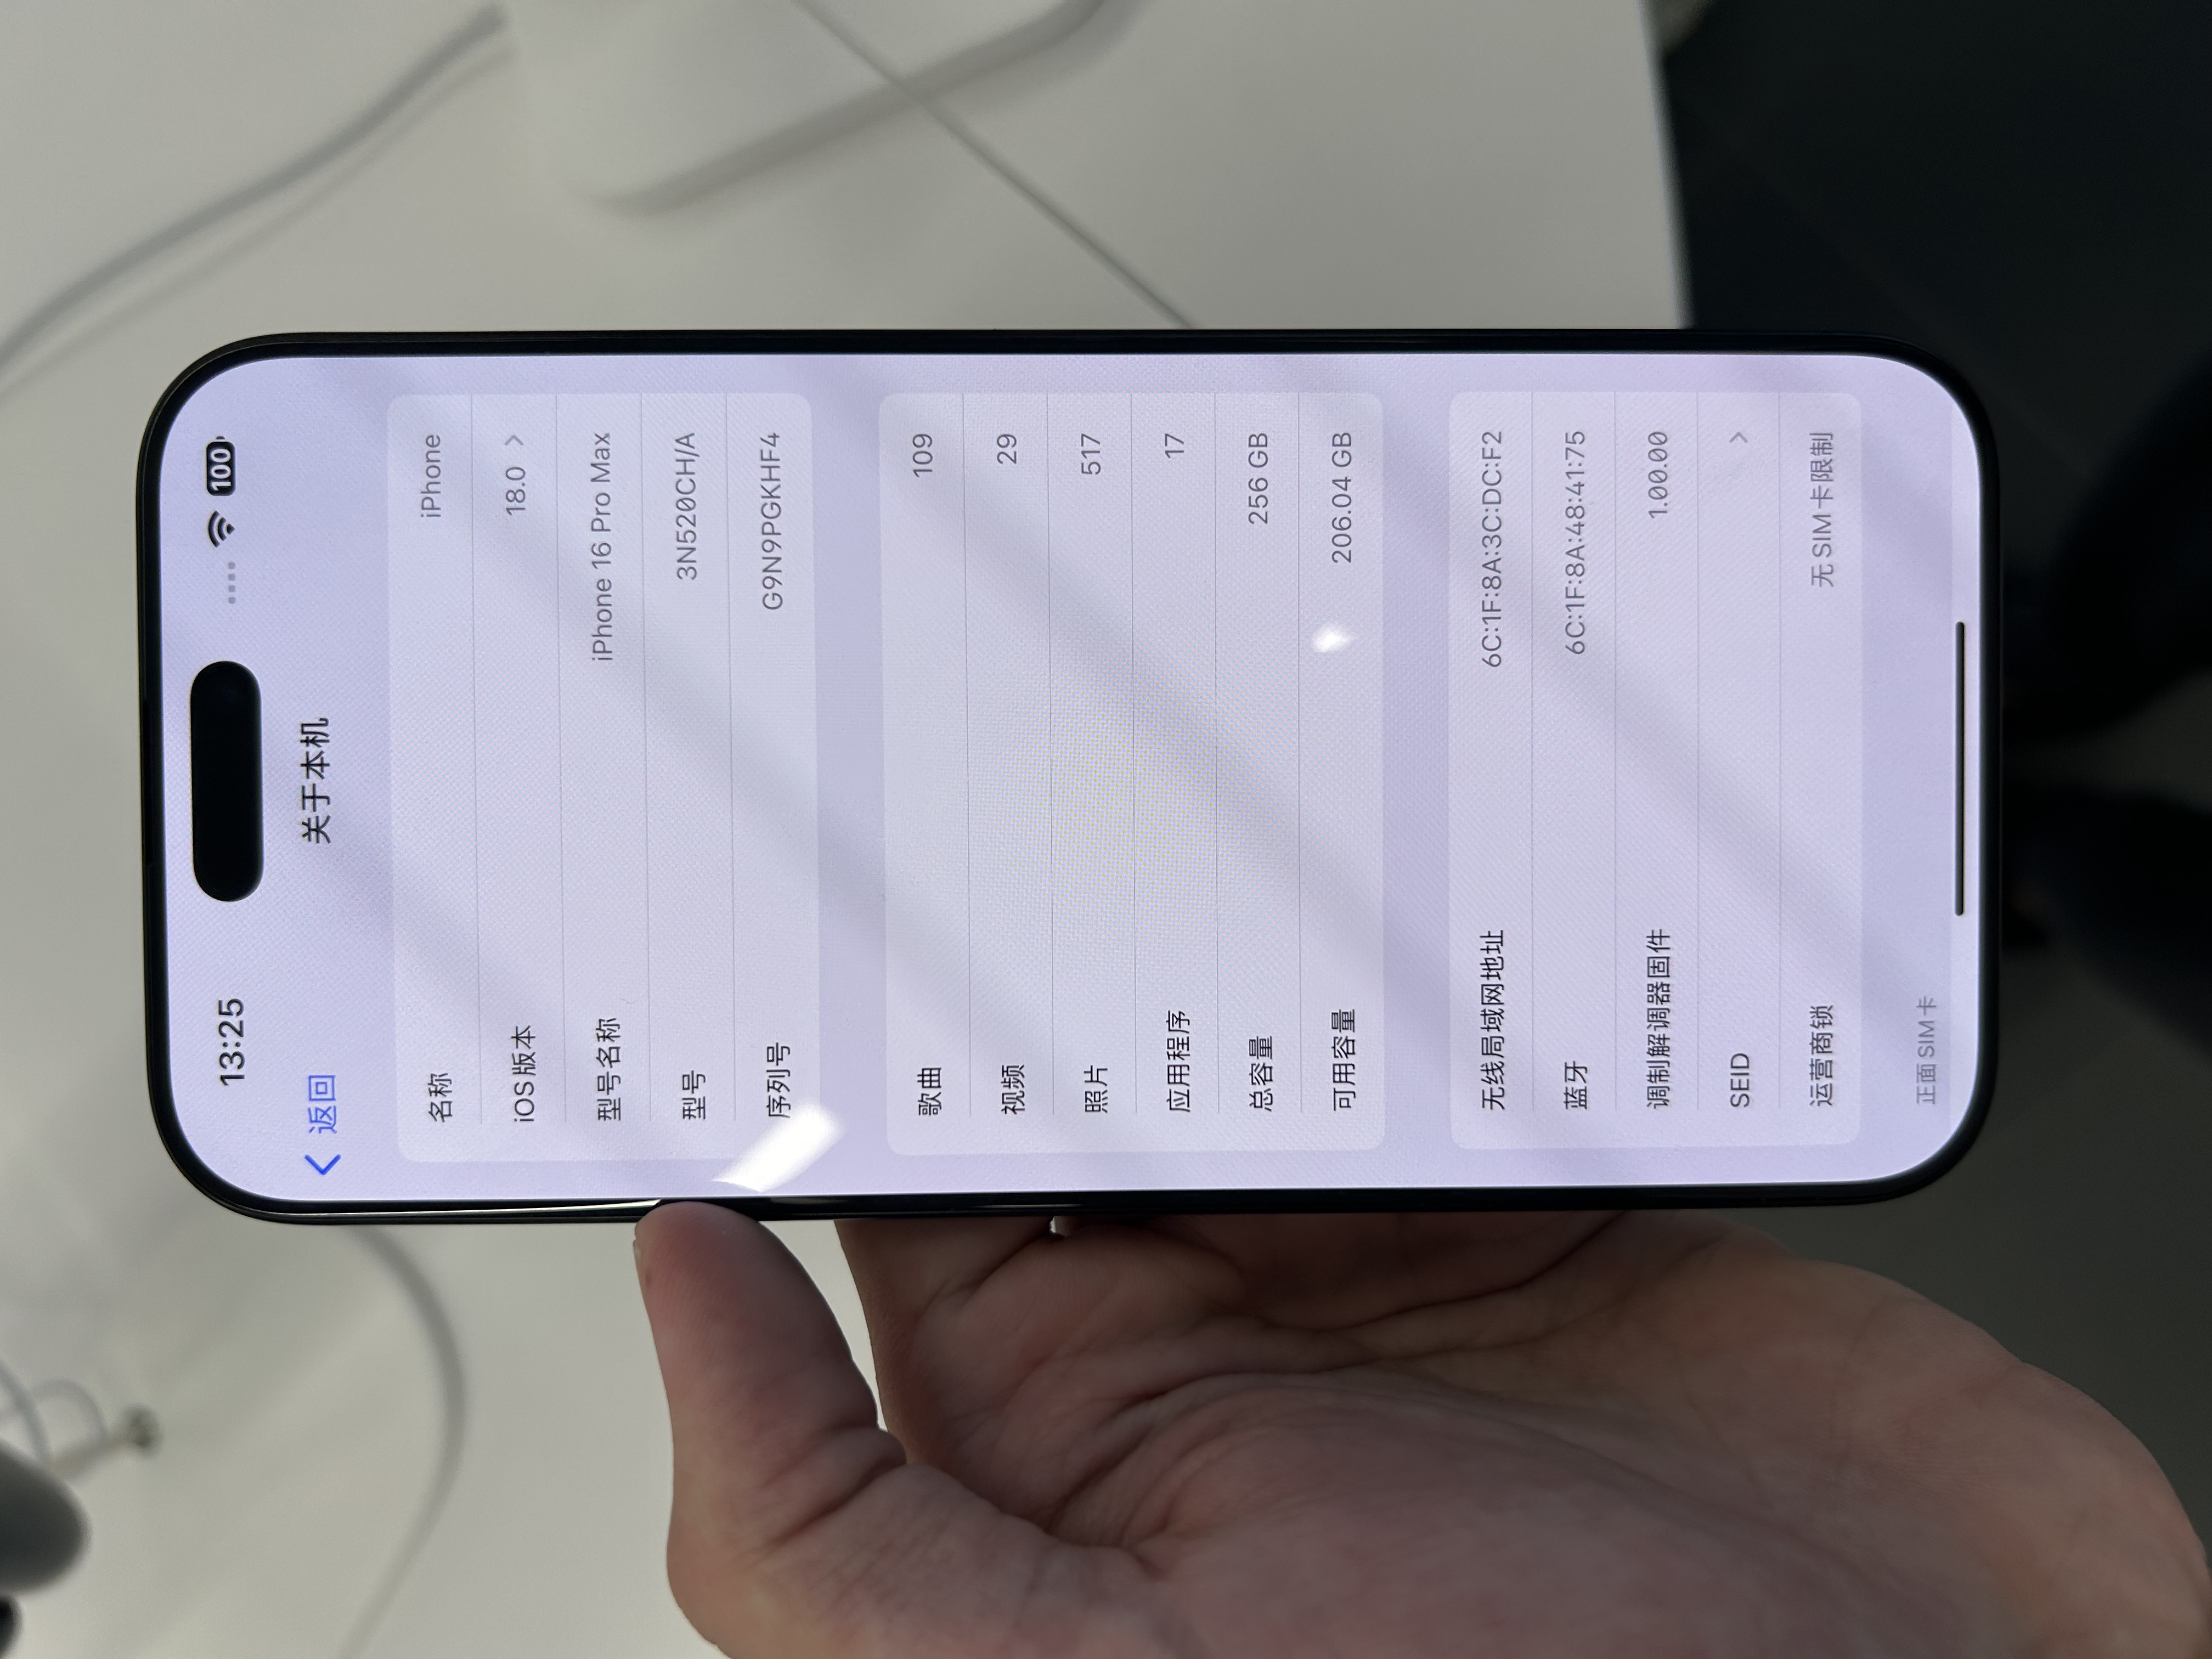 13:25
100
返回
关于本机
名称 iPhone
iOS版本 18.0
型号名称 iPhone 16 Pro Max
型号 3N520CH/A
序列号 G9N9PGKHF4
歌曲 109
视频 29
照片 517
应用程序 17
总容量 256 GB
可用容量 206.04 GB
无线局域网地址 6C:1F:8A:3C:DC:F2
蓝牙 6C:1F:8A:48:41:75
调制解调器固件 1.00.00
SEID
运营商锁 无 SIM 卡限制
正面 SIM 卡